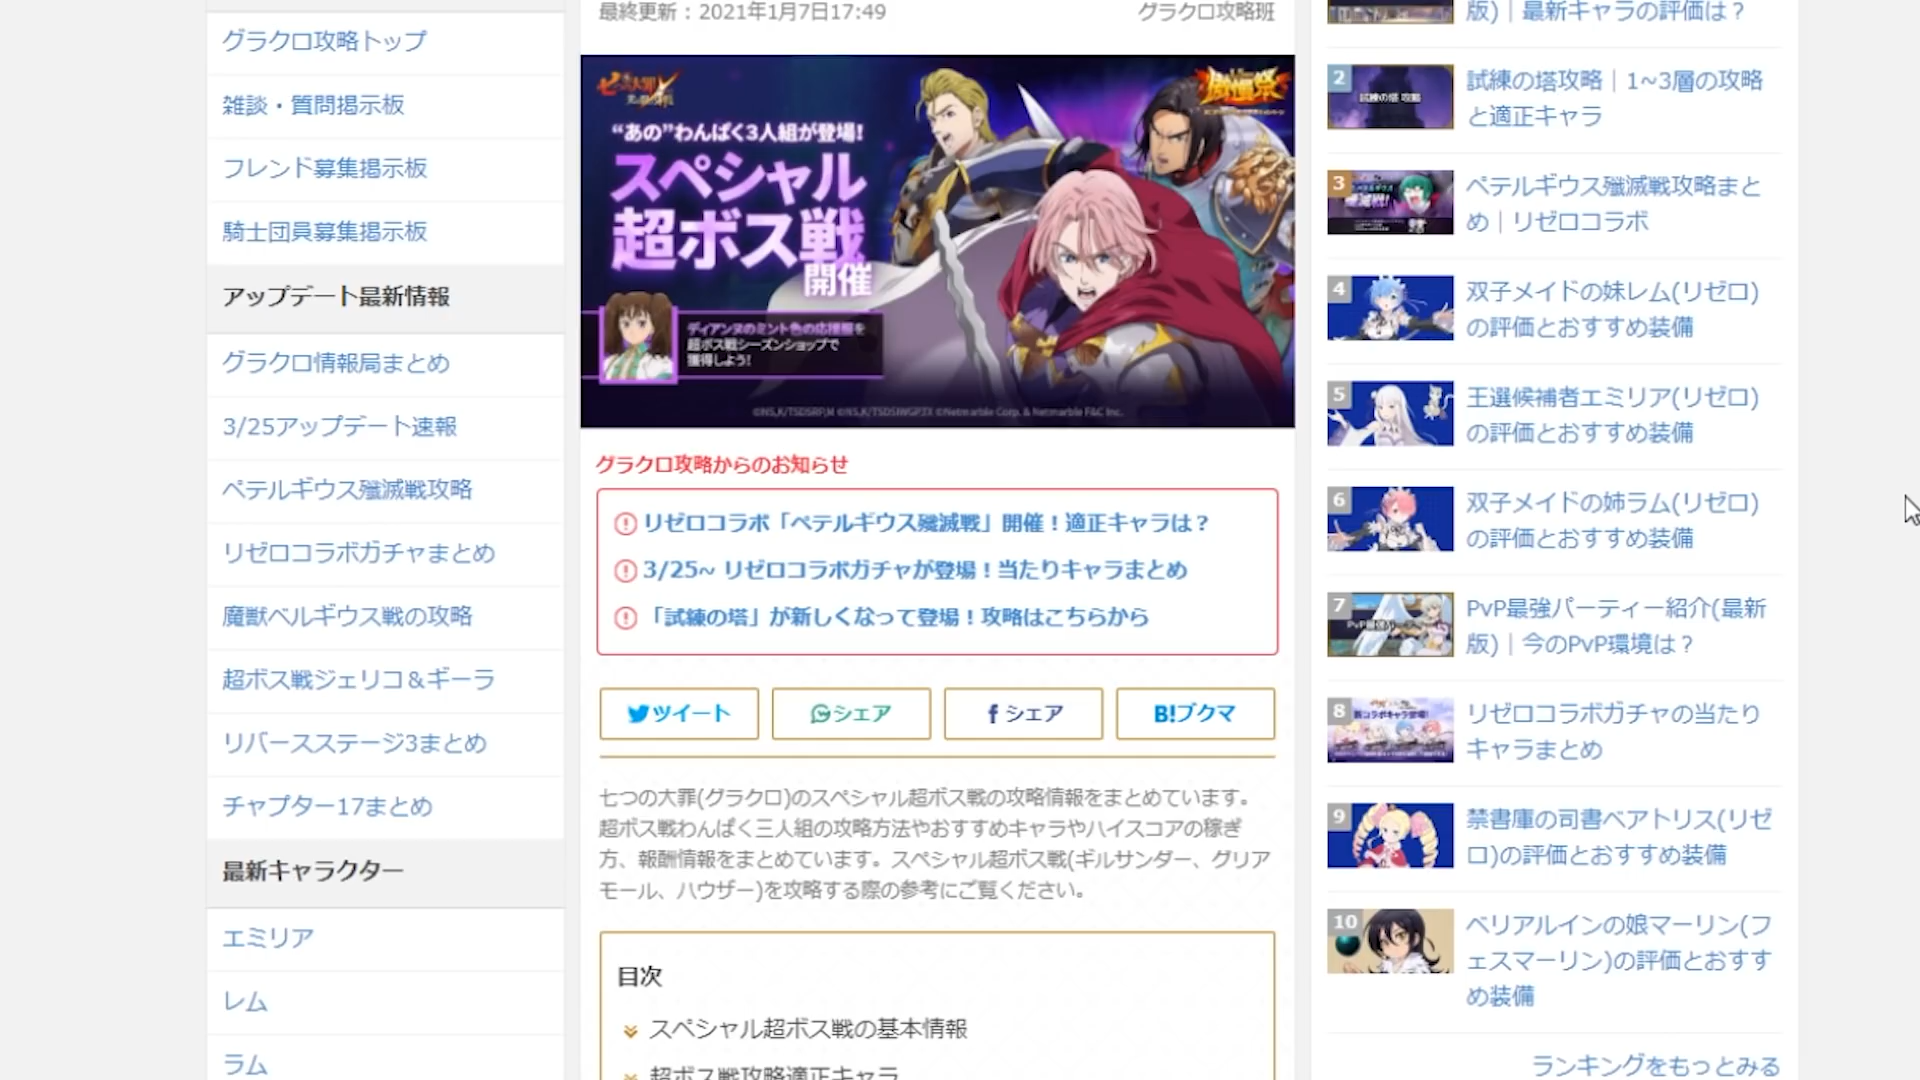 グラクロ攻略トップ
雑談・質問掲示板
フレンド募集掲示板
騎士団員募集掲示板
アップデート最新情報
グラクロ情報局まとめ
3/25アップデート速報
ペテルギウス殲滅戦攻略
リゼロコラボガチャまとめ
魔獣ベルギウス戦の攻略
超ボス戦ジェリコ＆ギーラ
リバースステージ3まとめ
チャプター17まとめ
最新キャラクター
エミリア
レム
ラム
最終更新：2021年1月7日17:49
グラクロ攻略班
“あの”わんぱく3人組が登場！
スペシャル
超ボス戦
開催
ディアンヌのミント色の応援服を
超ボス戦シーズンショップで
獲得しよう！
グラクロ攻略からのお知らせ
リゼロコラボ「ペテルギウス殲滅戦」開催！適正キャラは？
3/25~ リゼロコラボガチャが登場！当たりキャラまとめ
「試練の塔」が新しくなって登場！攻略はこちらから
ツイート
シェア
f シェア
B!ブクマ
七つの大罪(グラクロ)のスペシャル超ボス戦の攻略情報をまとめています。
超ボス戦わんぱく三人組の攻略方法やおすすめキャラやハイスコアの稼ぎ
方、報酬情報をまとめています。スペシャル超ボス戦(ギルサンダー、グリア
モール、ハウザー)を攻略する際の参考にご覧ください。
目次
スペシャル超ボス戦の基本情報
超ボス戦攻略適正キャラ
版)｜最新キャラの評価は？
2
試練の塔 攻略
試練の塔攻略｜1~3層の攻略
と適正キャラ
3
ペテルギウス殲滅戦攻略まと
め｜リゼロコラボ
4
双子メイドの妹レム(リゼロ)
の評価とおすすめ装備
5
王選候補者エミリア(リゼロ)
の評価とおすすめ装備
6
双子メイドの姉ラム(リゼロ)
の評価とおすすめ装備
7
PvP最強パーティー紹介(最新
版)｜今のPvP環境は？
8
リゼロコラボガチャの当たり
キャラまとめ
9
禁書庫の司書ベアトリス(リゼ
ロ)の評価とおすすめ装備
10
ベリアルインの娘マーリン(フ
ェスマーリン)の評価とおすす
め装備
ランキングをもっとみる